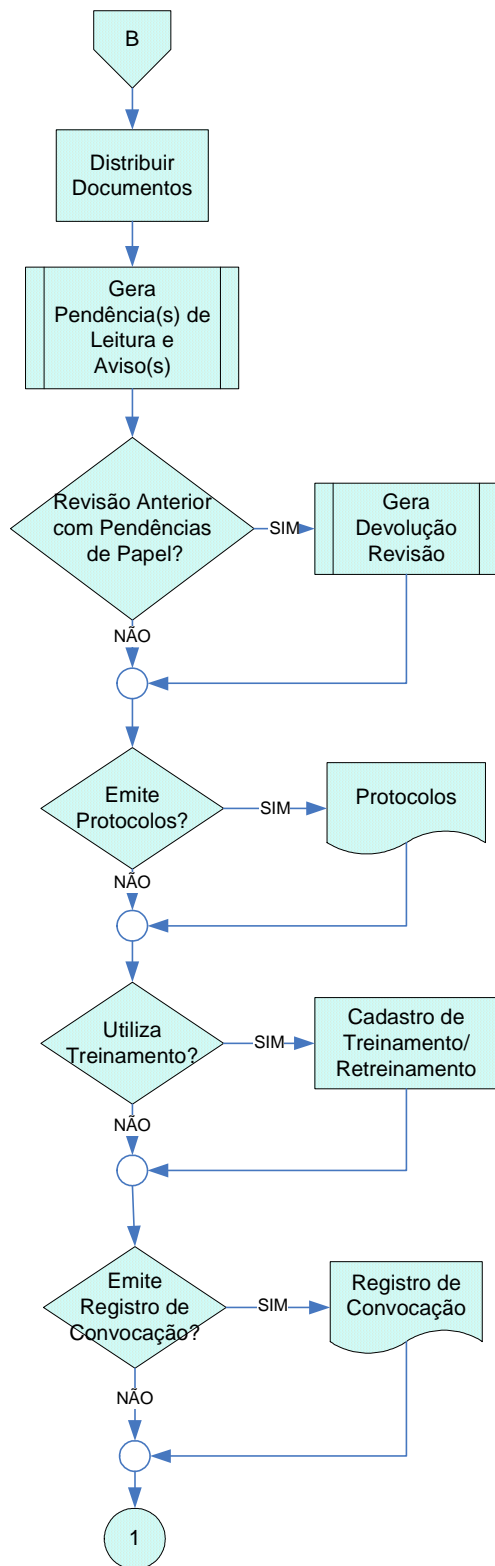 B
Distribuir
Documentos
Gera
Pendência(s) de
Leitura e
Aviso(s)
Revisão Anterior
com Pendências
de Papel?
SIM
Gera
Devolução
Revisão
NÃO
Emite
Protocolos?
SIM
Protocolos
NÃO
Utiliza
Treinamento?
SIM
Cadastro de
Treinamento/
Retreinamento
NÃO
Emite
Registro de
Convocação?
SIM
Registro de
Convocação
NÃO
1